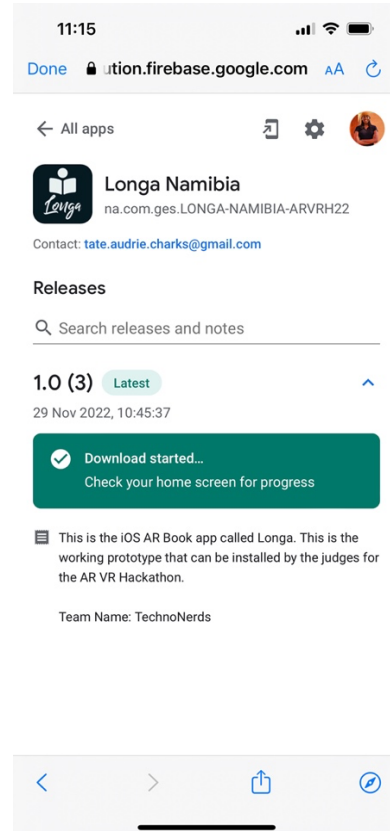 11:15
Done ution.firebase.google.com AA
All apps
Longa
Longa Namibia
na.com.ges.LONGA-NAMIBIA-ARVRH22
Contact: tate.audrie.charks@gmail.com
Releases
Search releases and notes
1.0 (3) Latest
29 Nov 2022, 10:45:37
Download started...
Check your home screen for progress
This is the iOS AR Book app called Longa. This is the
working prototype that can be installed by the judges for
the AR VR Hackathon.
Team Name: TechnoNerds